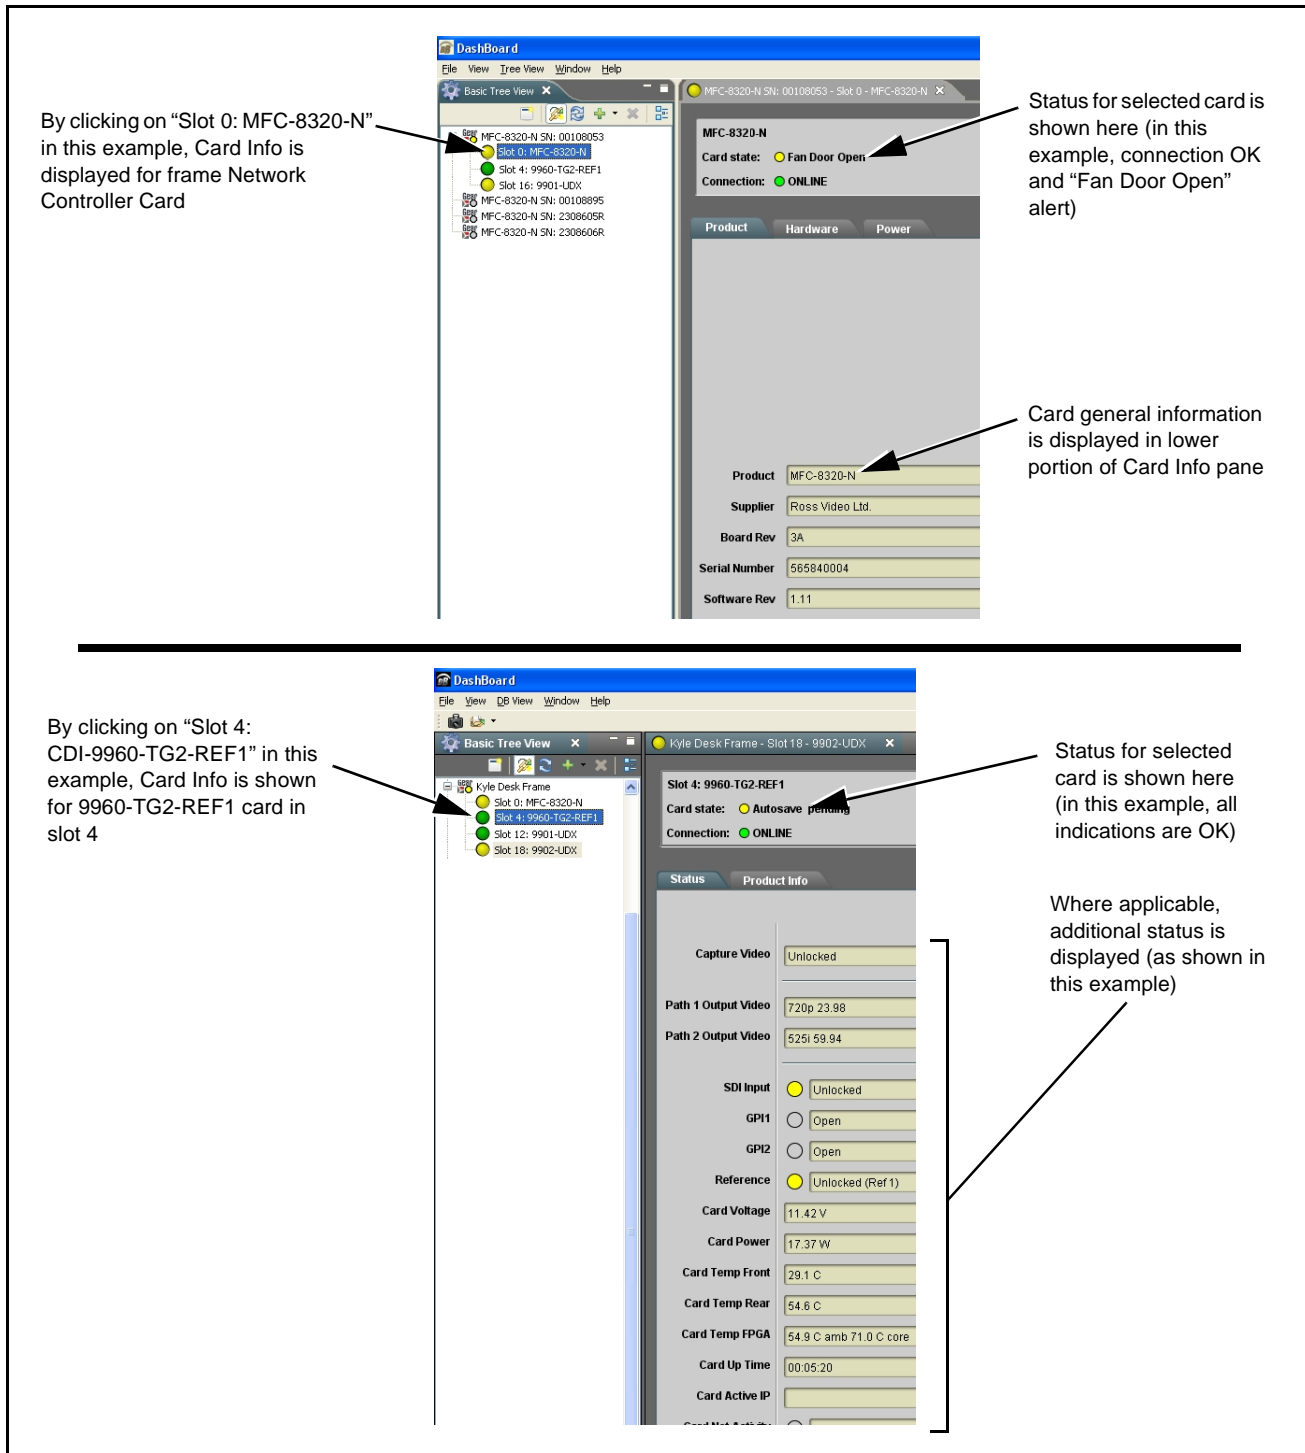 DashBoard
File View Tree View Window Help
Basic Tree View
MFC-8320-N SN: 00108053 - Slot 0 - MFC-8320-N
By clicking on “Slot 0: MFC-8320-N”
in this example, Card Info is
displayed for frame Network
Controller Card
MFC-8320-N SN: 00108053
Slot 0: MFC-8320-N
Slot 4: 9960-TG2-REF1
Slot 16: 9901-UDX
MFC-8320-N SN: 00108895
MFC-8320-N SN: 2308605R
MFC-8320-N SN: 2308606R
MFC-8320-N
Card state: Fan Door Open
Connection: ONLINE
Status for selected card is
shown here (in this
example, connection OK
and “Fan Door Open”
alert)
Product Hardware Power
Card general information
is displayed in lower
portion of Card Info pane
Product MFC-8320-N
Supplier Ross Video Ltd.
Board Rev 3A
Serial Number 565840004
Software Rev 1.11
DashBoard
File View DB View Window Help
Basic Tree View
Kyle Desk Frame - Slot 18 - 9902-UDX
By clicking on “Slot 4:
CDI-9960-TG2-REF1” in this
example, Card Info is shown
for 9960-TG2-REF1 card in
slot 4
Kyle Desk Frame
Slot 0: MFC-8320-N
Slot 4: 9960-TG2-REF1
Slot 12: 9901-UDX
Slot 18: 9902-UDX
Slot 4: 9960-TG2-REF1
Card state: Autosave pending
Connection: ONLINE
Status for selected
card is shown here
(in this example, all
indications are OK)
Status Product Info
Where applicable,
additional status is
displayed (as shown in
this example)
Capture Video Unlocked
Path 1 Output Video 720p 23.98
Path 2 Output Video 525i 59.94
SDI Input Unlocked
GPI1 Open
GPI2 Open
Reference Unlocked (Ref 1)
Card Voltage 11.42 V
Card Power 17.37 W
Card Temp Front 29.1 C
Card Temp Rear 54.6 C
Card Temp FPGA 54.9 C amb 71.0 C core
Card Up Time 00:05:20
Card Active IP
Card Net Activity